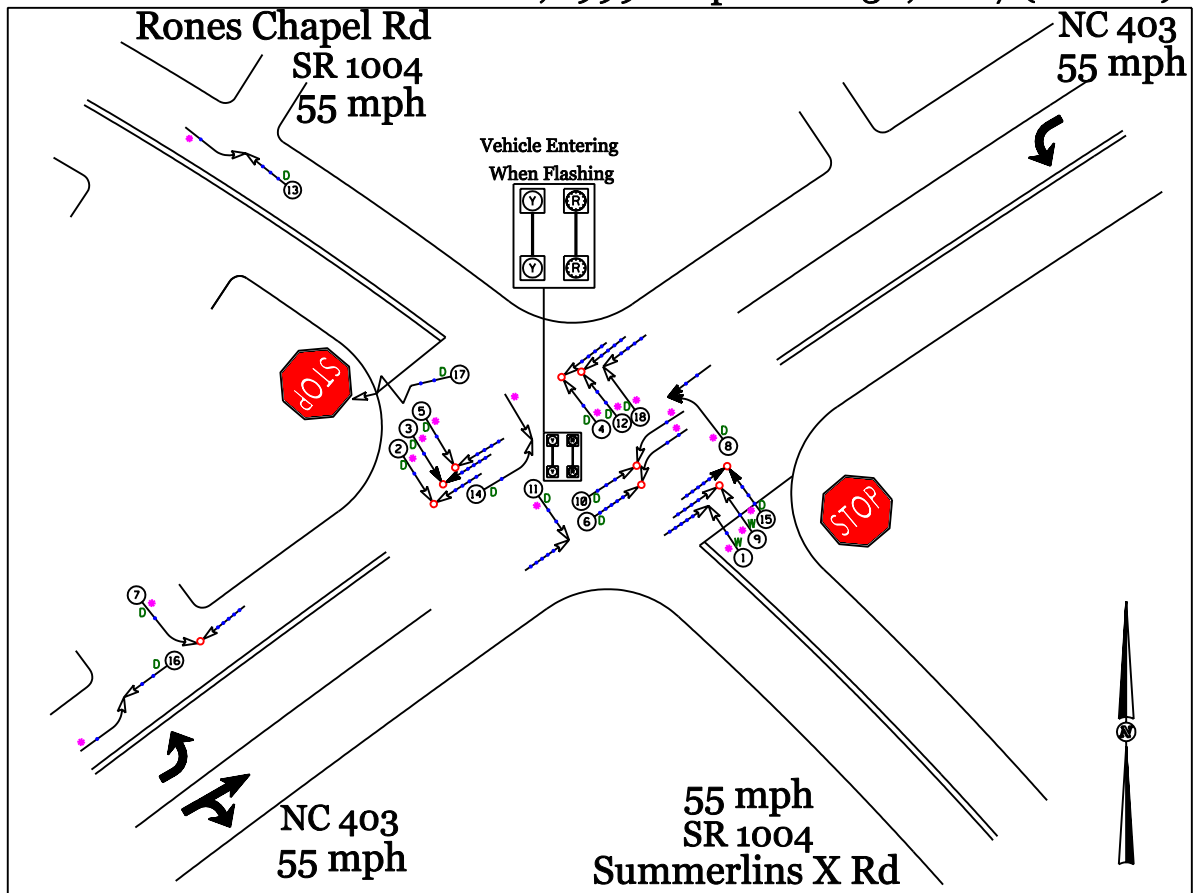 Rones Chapel Rd
SR 1004
55 mph
NC 403
55 mph
Vehicle Entering
When Flashing
Y R
Y R
STOP
STOP
D
13
D
17
5
D
3
D
2
D
14
D
11
D
10
D
6
D
D
4
D
12
D
18
D
8
D
15
W
9
W
1
7
D
D
16
NC 403
55 mph
55 mph
SR 1004
Summerlins X Rd
N